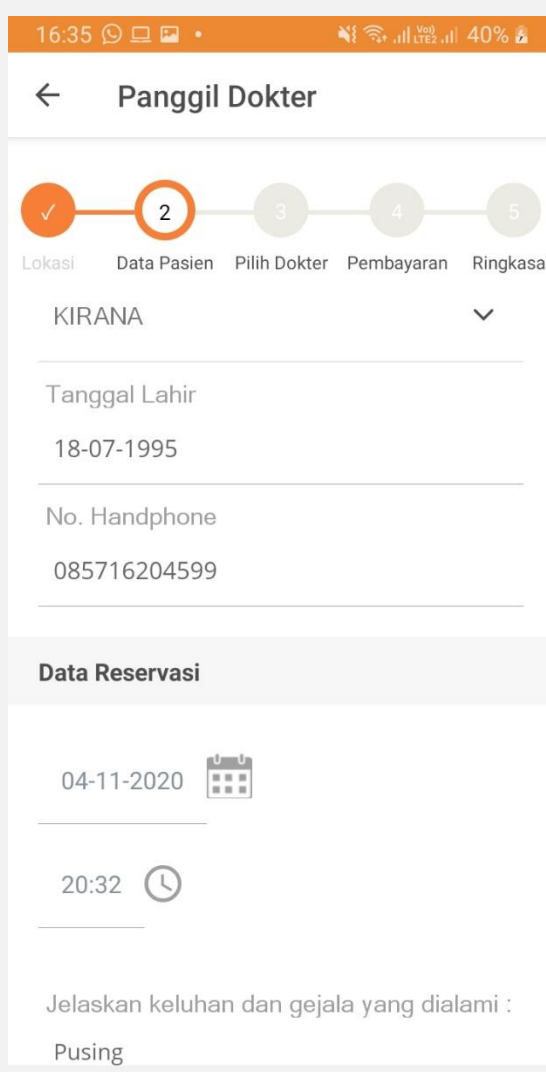 16:35 40%
Panggil Dokter
✓ 2 3 4 5
Lokasi Data Pasien Pilih Dokter Pembayaran Ringkasa
KIRANA
Tanggal Lahir
18-07-1995
No. Handphone
085716204599
Data Reservasi
04-11-2020
20:32
Jelaskan keluhan dan gejala yang dialami :
Pusing